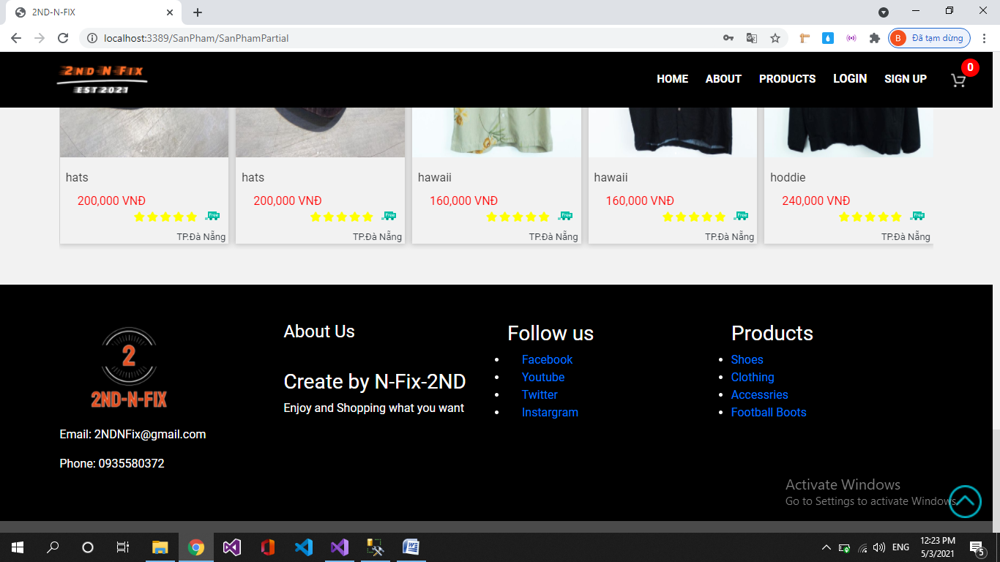 2ND-N-FIX
localhost:3389/SanPham/SanPhamPartial
B Đã tạm dừng
2ND N FIX
EST 2021
HOME ABOUT PRODUCTS LOGIN SIGN UP 0
hats hats hawaii hawaii hoddie
200,000 VNĐ 200,000 VNĐ 160,000 VNĐ 160,000 VNĐ 240,000 VNĐ
Free Free Free Free Free
TP.Đà Nẵng TP.Đà Nẵng TP.Đà Nẵng TP.Đà Nẵng TP.Đà Nẵng
2
2ND-N-FIX
Email: 2NDNFix@gmail.com
Phone: 0935580372
About Us
Create by N-Fix-2ND
Enjoy and Shopping what you want
Follow us
Facebook
Youtube
Twitter
Instargram
Products
Shoes
Clothing
Accessries
Football Boots
Activate Windows
Go to Settings to activate Windows.
ENG
12:23 PM
5/3/2021
5